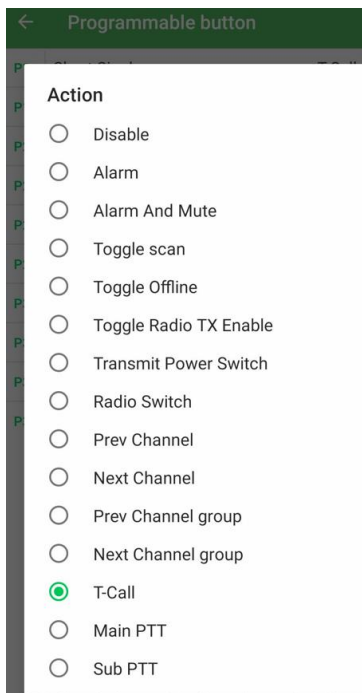 Programmable button
Action
Disable
Alarm
Alarm And Mute
Toggle scan
Toggle Offline
Toggle Radio TX Enable
Transmit Power Switch
Radio Switch
Prev Channel
Next Channel
Prev Channel group
Next Channel group
T-Call
Main PTT
Sub PTT